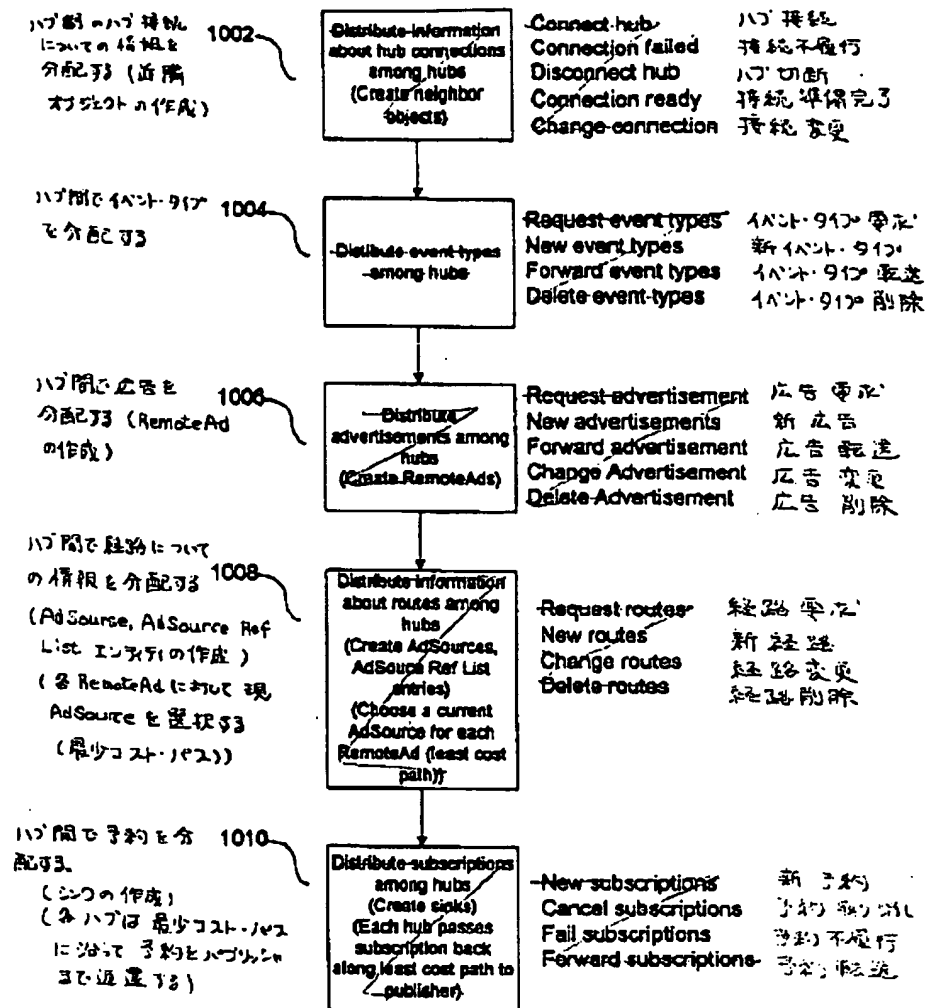 ハブ間のハブ接続
についての情報を
分配する(近隣
オブジェクトの作成)
1002
Distribute information
about hub connections
among hubs
(Create neighbor
objects)
Connect hub ハブ接続
Connection failed 接続不履行
Disconnect hub ハブ切断
Connection ready 接続準備完了
Change connection 接続変更
ハブ間でイベント・タイプ
を分配する
1004
Distibute event types
among hubs
Request event types イベント・タイプ要求
New event types 新イベント・タイプ
Forward event types イベント・タイプ転送
Delete event types イベント・タイプ削除
ハブ間で広告を
分配する(RemoteAd
の作成)
1006
Distribute
advertisements among
hubs
(Create RemoteAds)
Request advertisement 広告要求
New advertisements 新広告
Forward advertisement 広告転送
Change Advertisement 広告変更
Delete Advertisement 広告削除
ハブ間で経路について
の情報を分配する
(AdSourse, AdSource Ref
List エンティティの作成)
(各RemoteAdに対して現
AdSourceを選択する
(最少コスト・パス))
1008
Distribute information
about routes among
hubs
(Create AdSources,
AdSource Ref List
entries)
(Choose a current
AdSource for each
RemoteAd (least cost
path))
Request routes 経路要求
New routes 新経路
Change routes 経路変更
Delete routes 経路削除
ハブ間で予約を分
配する。
(シンクの作成)
(各ハブは最少コスト・パス
に沿って予約をパブリッシャ
まで返還する)
1010
Distribute subscriptions
among hubs
(Create sinks)
(Each hub passes
subscription back
along least cost path to
publisher)
New subscriptions 新予約
Cancel subscriptions 予約取り消し
Fail subscriptions 予約不履行
Forward subscriptions 予約転送